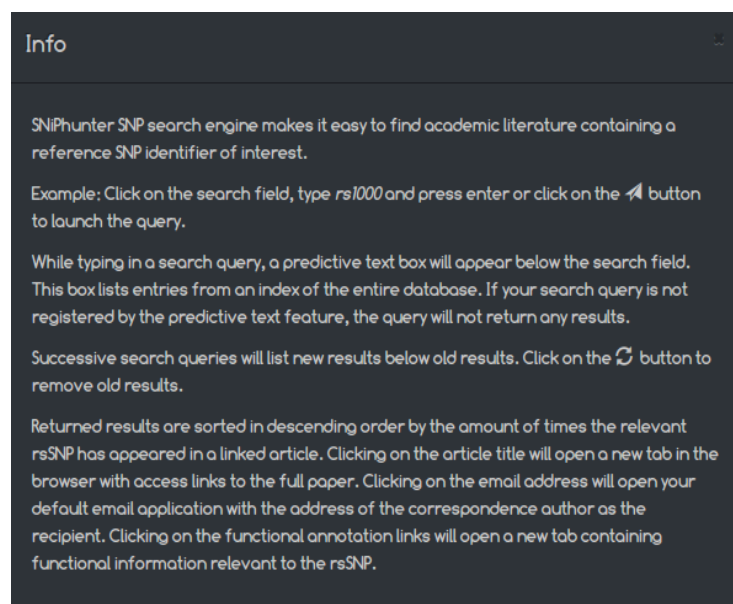 Info
x
SNiPhunter SNP search engine makes it easy to find academic literature containing a
reference SNP identifier of interest.
Example: Click on the search field, type rs1000 and press enter or click on the button
to launch the query.
While typing in a search query, a predictive text box will appear below the search field.
This box lists entries from an index of the entire database. If your search query is not
registered by the predictive text feature, the query will not return any results.
Successive search queries will list new results below old results. Click on the button to
remove old results.
Returned results are sorted in descending order by the amount of times the relevant
rsSNP has appeared in a linked article. Clicking on the article title will open a new tab in the
browser with access links to the full paper. Clicking on the email address will open your
default email application with the address of the correspondence author as the
recipient. Clicking on the functional annotation links will open a new tab containing
functional information relevant to the rsSNP.